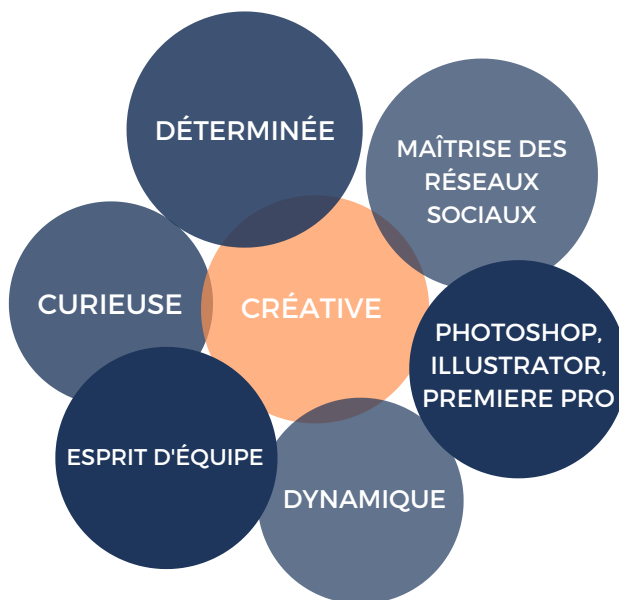 DÉTERMINÉE
MAÎTRISE DES
RÉSEAUX
SOCIAUX
CURIEUSE
CRÉATIVE
PHOTOSHOP,
ILLUSTRATOR,
PREMIERE PRO
ESPRIT D'ÉQUIPE
DYNAMIQUE